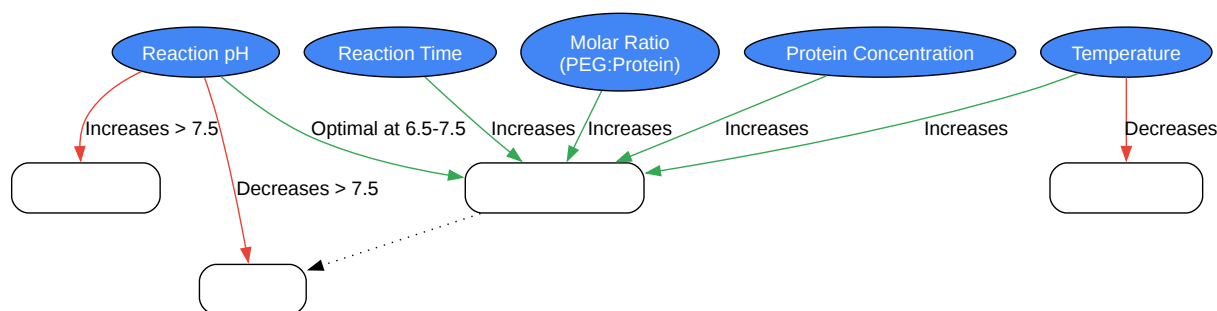 Reaction pH
Reaction Time
Molar Ratio
(PEG:Protein)
Protein Concentration
Temperature
Increases > 7.5
Optimal at 6.5-7.5
Increases
Increases
Increases
Increases
Decreases
Decreases > 7.5